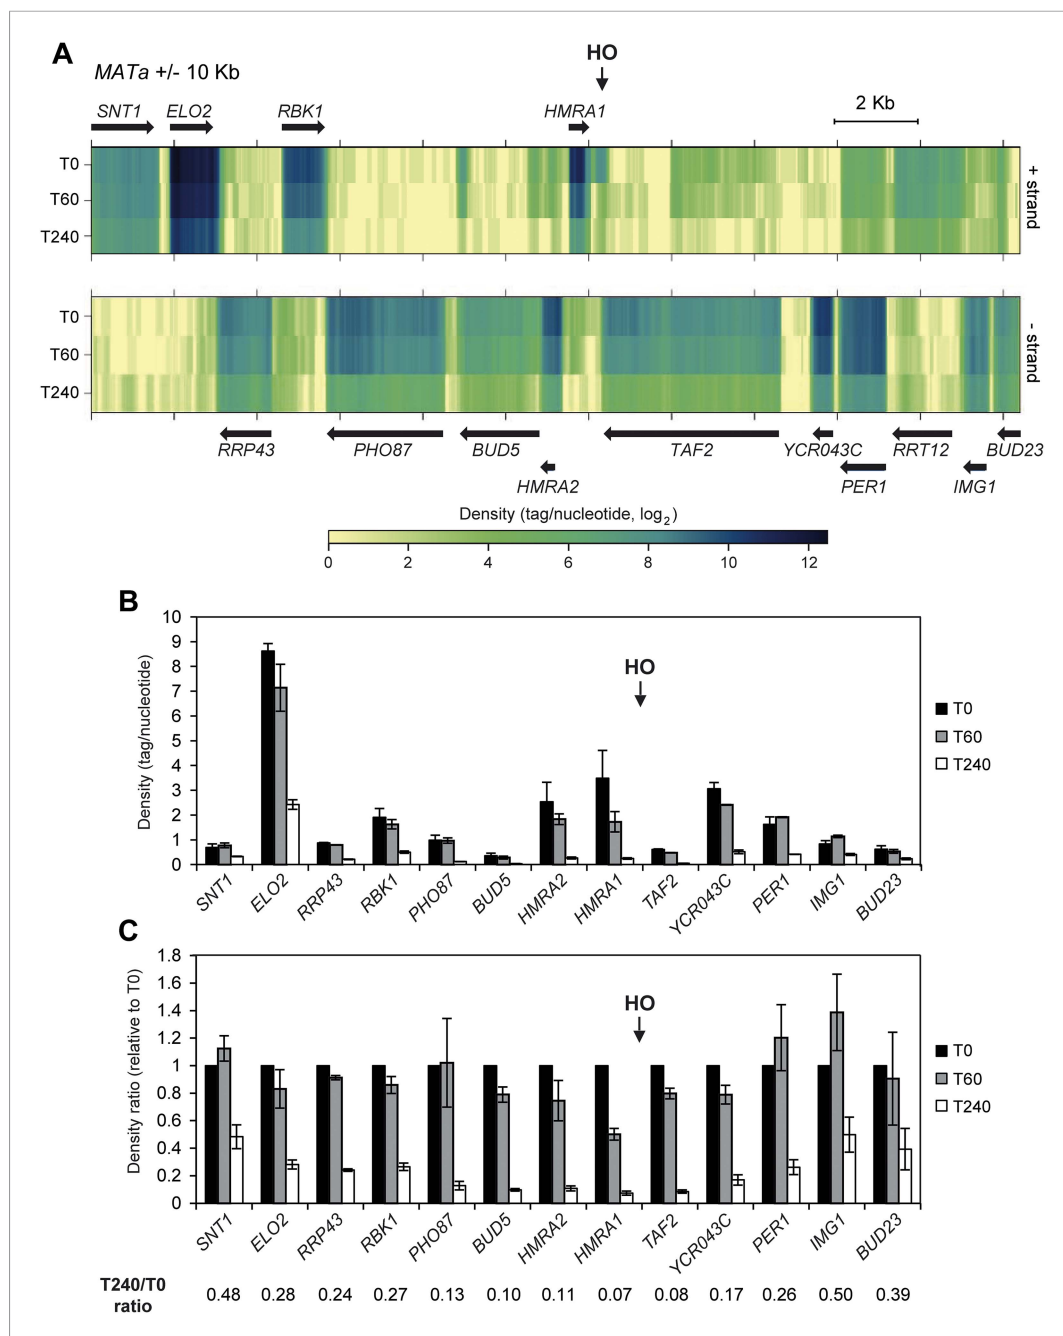 A
MATa +/- 10 Kb
HO
2 Kb
SNT1 ELO2 RBK1 HMRA1
T0
T60
T240
+ strand
T0
T60
T240
- strand
RRP43 PHO87 BUD5 TAF2 YCR043C RRT12 BUD23
HMRA2 PER1 IMG1
Density (tag/nucleotide, log2)
0 2 4 6 8 10 12
B
Density (tag/nucleotide)
10
9
8
7
6
5
4
3
2
1
0
HO
T0
T60
T240
SNT1 ELO2 RRP43 RBK1 PHO87 BUD5 HMRA2 HMRA1 TAF2 YCR043C PER1 IMG1 BUD23
C
Density ratio (relative to T0)
1.8
1.6
1.4
1.2
1
0.8
0.6
0.4
0.2
0
HO
T0
T60
T240
SNT1 ELO2 RRP43 RBK1 PHO87 BUD5 HMRA2 HMRA1 TAF2 YCR043C PER1 IMG1 BUD23
T240/T0
ratio
0.48 0.28 0.24 0.27 0.13 0.10 0.11 0.07 0.08 0.17 0.26 0.50 0.39